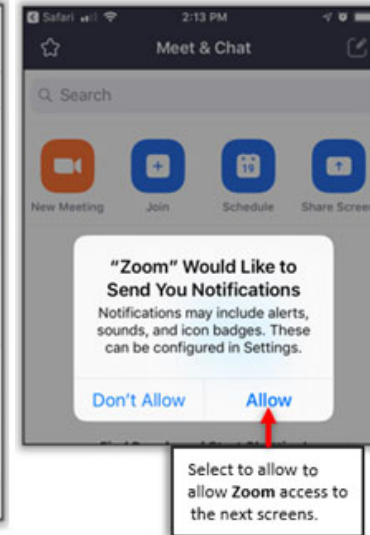 Safari 2:13 PM
Meet & Chat
Search
New Meeting Join Schedule Share Screen
19
"Zoom" Would Like to
Send You Notifications
Notifications may include alerts,
sounds, and icon badges. These
can be configured in Settings.
Don't Allow Allow
Select to allow to
allow Zoom access to
the next screens.